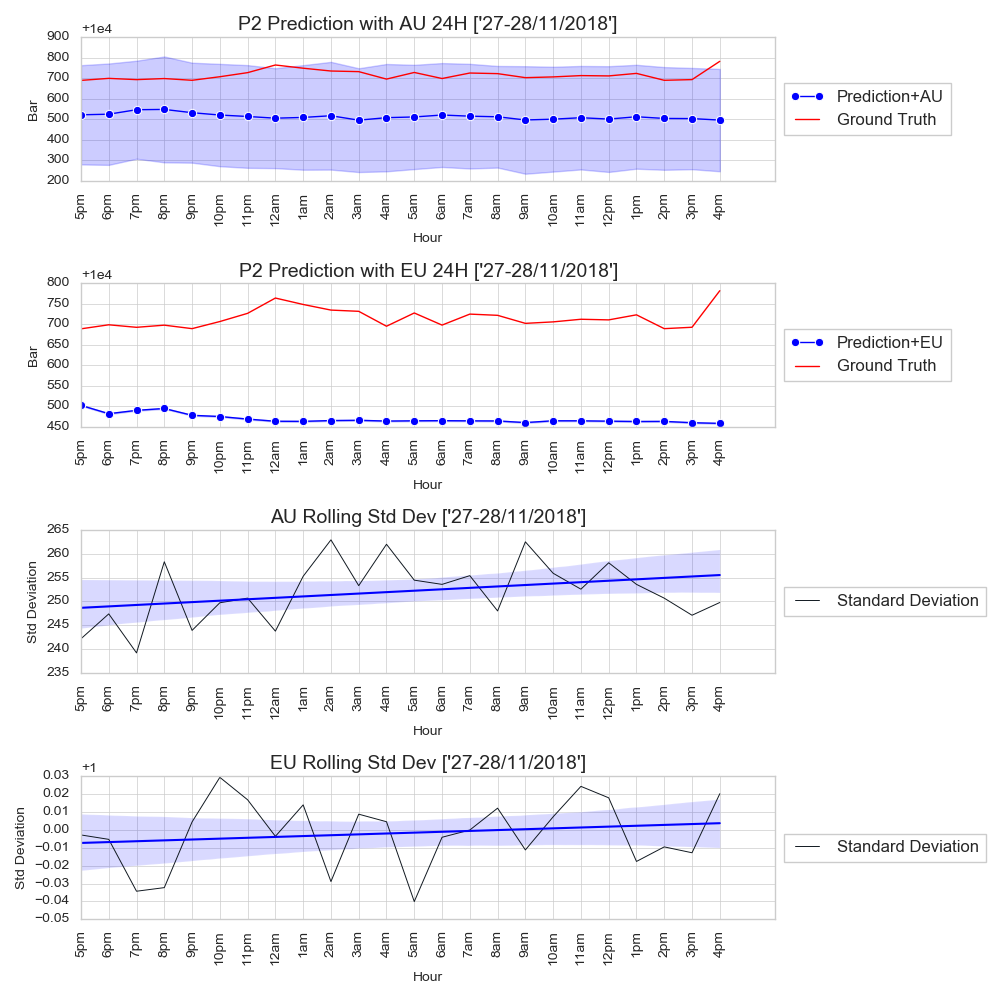 P2 Prediction with AU 24H ['27-28/11/2018']
+1e4
900
800
700
600
500
400
300
200
Bar
5pm 6pm 7pm 8pm 9pm 10pm 11pm 12am 1am 2am 3am 4am 5am 6am 7am 8am 9am 10am 11am 12pm 1pm 2pm 3pm 4pm
Hour
Prediction+AU
Ground Truth
P2 Prediction with EU 24H ['27-28/11/2018']
+1e4
800
750
700
650
600
550
500
450
Bar
5pm 6pm 7pm 8pm 9pm 10pm 11pm 12am 1am 2am 3am 4am 5am 6am 7am 8am 9am 10am 11am 12pm 1pm 2pm 3pm 4pm
Hour
Prediction+EU
Ground Truth
AU Rolling Std Dev ['27-28/11/2018']
265
260
255
250
245
240
235
Std Deviation
5pm 6pm 7pm 8pm 9pm 10pm 11pm 12am 1am 2am 3am 4am 5am 6am 7am 8am 9am 10am 11am 12pm 1pm 2pm 3pm 4pm
Hour
Standard Deviation
EU Rolling Std Dev ['27-28/11/2018']
+1
0.03
0.02
0.01
0.00
−0.01
−0.02
−0.03
−0.04
−0.05
Std Deviation
5pm 6pm 7pm 8pm 9pm 10pm 11pm 12am 1am 2am 3am 4am 5am 6am 7am 8am 9am 10am 11am 12pm 1pm 2pm 3pm 4pm
Hour
Standard Deviation